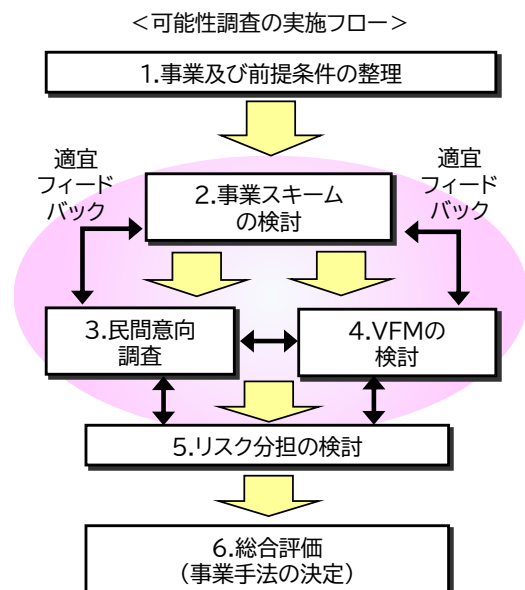 ＜可能性調査の実施フロー＞
1.事業及び前提条件の整理
適宜
フィード
バック
適宜
フィード
バック
2.事業スキーム
の検討
3.民間意向
調査
4.VFMの
検討
5.リスク分担の検討
6.総合評価
（事業手法の決定）